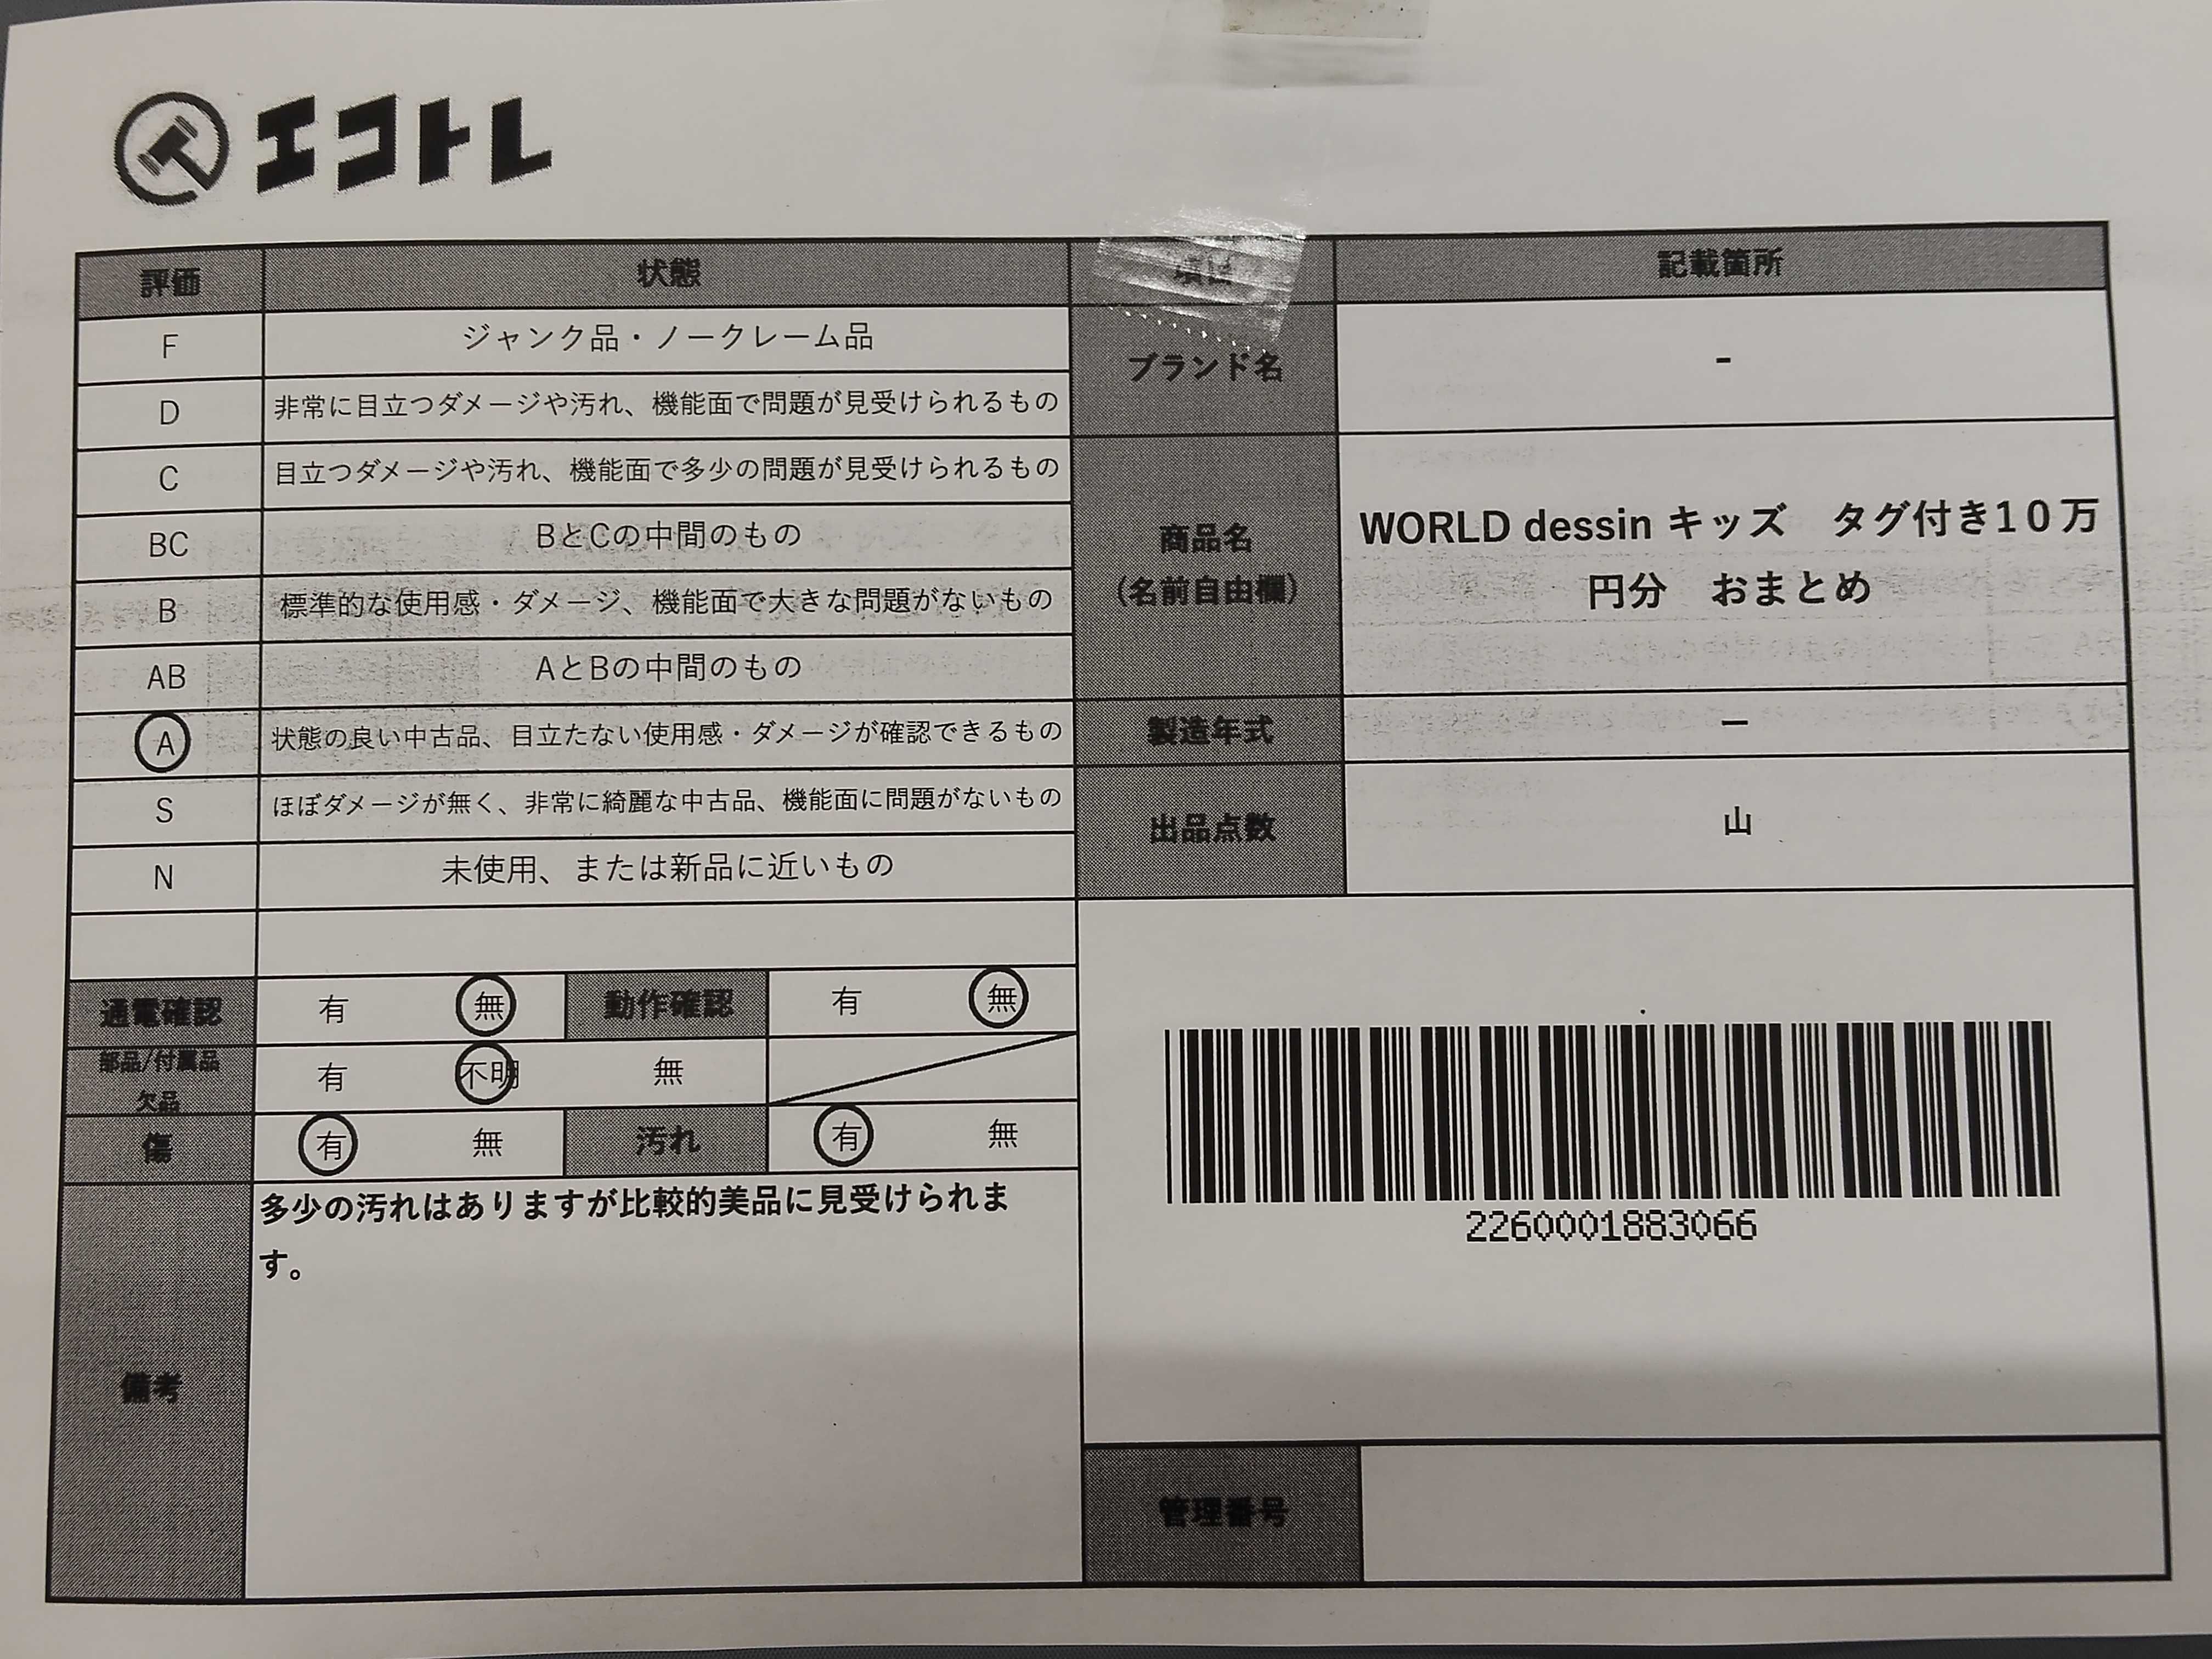 エコトレ
評価 状態 項目 記載箇所
F ジャンク品・ノークレーム品
ブランド名 -
D 非常に目立つダメージや汚れ、機能面で問題が見受けられるもの
C 目立つダメージや汚れ、機能面で多少の問題が見受けられるもの
BC BとCの中間のもの
商品名
(名前自由欄)
WORLD dessin キッズ　タグ付き１０万
円分　おまとめ
B 標準的な使用感・ダメージ、機能面で大きな問題がないもの
AB AとBの中間のもの
A 状態の良い中古品、目立たない使用感・ダメージが確認できるもの
製造年式 ー
S ほぼダメージが無く、非常に綺麗な中古品、機能面に問題がないもの
出品点数 山
N 未使用、または新品に近いもの
通電確認 有 無 動作確認 有 無
部品/付属品
欠品
有 不明 無
傷 有 無 汚れ 有 無
備考
多少の汚れはありますが比較的美品に見受けられま
す。
2260001883066
管理番号